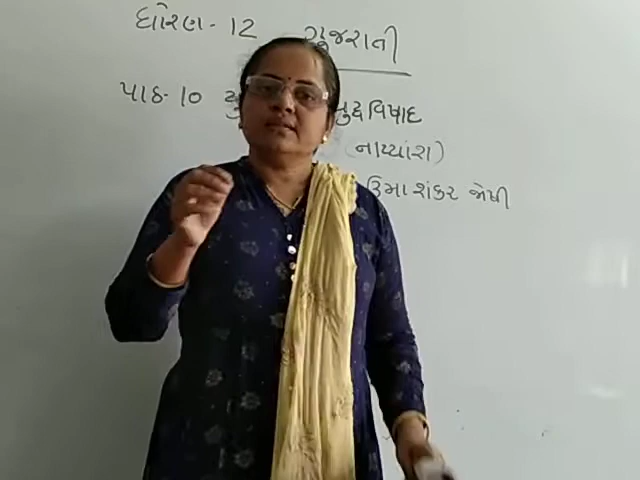 ધોરણ - 12 ગુજરાતી
પાઠ - 10
(નાટ્યાંશ)
ઉમાશંકર જોષી